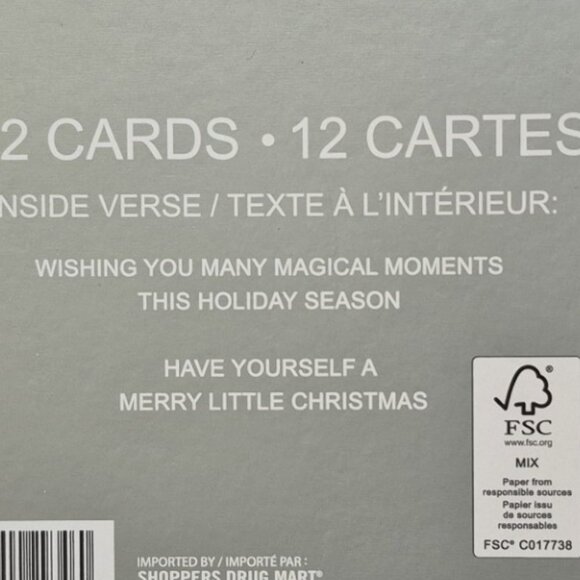 2 CARDS • 12 CARTES
NSIDE VERSE / TEXTE À L'INTÉRIEUR:
WISHING YOU MANY MAGICAL MOMENTS
THIS HOLIDAY SEASON
HAVE YOURSELF A
MERRY LITTLE CHRISTMAS
®
FSC
www.fsc.org
MIX
Paper from
responsible sources
Papier issu
de sources
responsables
FSC® C017738
IMPORTED BY / IMPORTÉ PAR :
SHOPPERS DRUG MART®